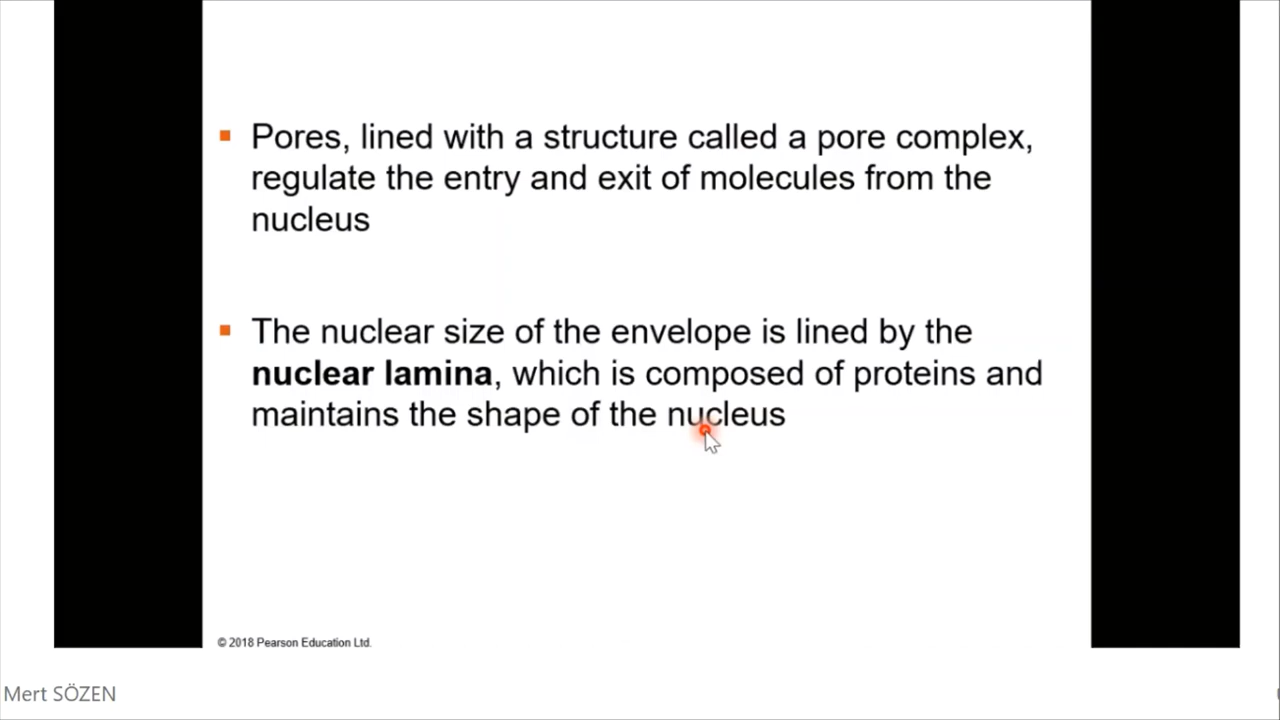 Pores, lined with a structure called a pore complex,
regulate the entry and exit of molecules from the
nucleus
The nuclear size of the envelope is lined by the
nuclear lamina, which is composed of proteins and
maintains the shape of the nucleus
© 2018 Pearson Education Ltd.
Mert SÖZEN